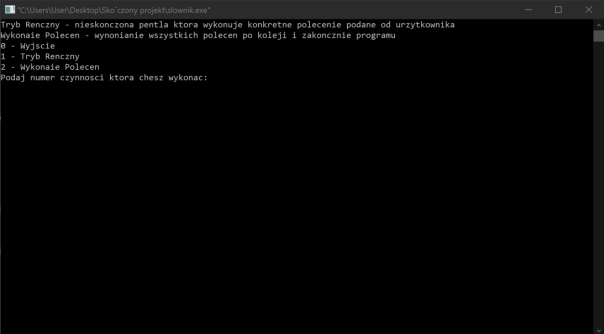 "C:\Users\User\Desktop\Sko`czony projekt\slownik.exe"
Tryb Renczny - nieskonczona pentla ktora wykonuje konkretne polecenie podane od urzytkownika
Wykonaie Polecen - wynonianie wszystkich polecen po koleji i zakoncznie programu
0 - Wyjscie
1 - Tryb Renczny
2 - Wykonaie Polecen
Podaj numer czynnosci ktora chesz wykonac: